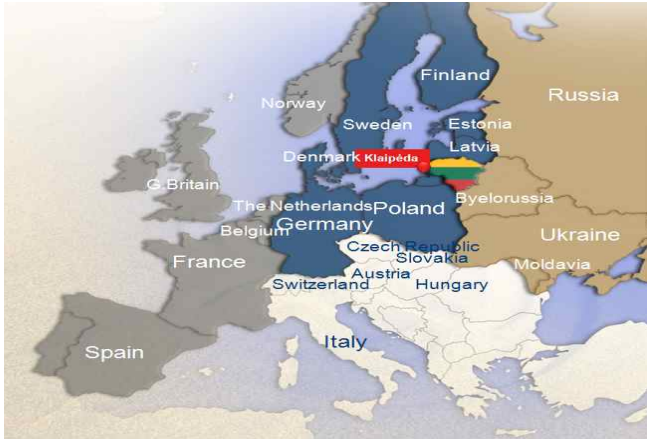 Finland
Russia
Norway
Sweden
Estonia
Latvia
Denmark
Klaipėda
G.Britain
Byelorussia
The Netherlands
Poland
Germany
Belgium
Ukraine
Czech Republic
Slovakia
France
Moldavia
Austria
Switzerland
Hungary
Italy
Spain